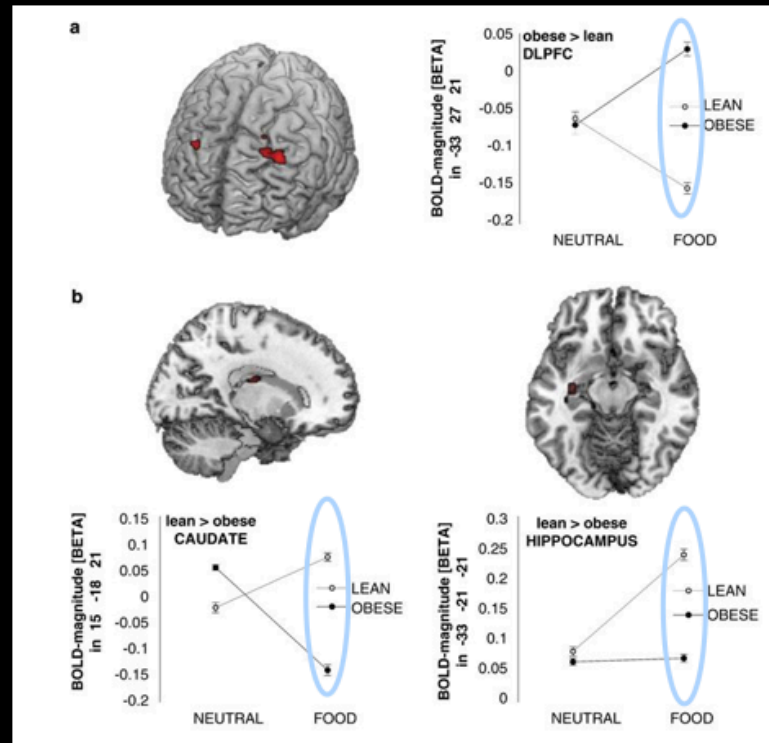 a
obese > lean
DLPFC
BOLD-magnitude [BETA]
in -33 27 21
0.05
0
-0.05
-0.1
-0.15
-0.2
LEAN
OBESE
NEUTRAL FOOD
b
lean > obese
CAUDATE
BOLD-magnitude [BETA]
in 15 -18 21
0.15
0.1
0.05
0
-0.05
-0.1
-0.15
-0.2
LEAN
OBESE
NEUTRAL FOOD
lean > obese
HIPPOCAMPUS
BOLD-magnitude [BETA]
in -33 -21 -21
0.3
0.25
0.2
0.15
0.1
0.05
0
LEAN
OBESE
NEUTRAL FOOD